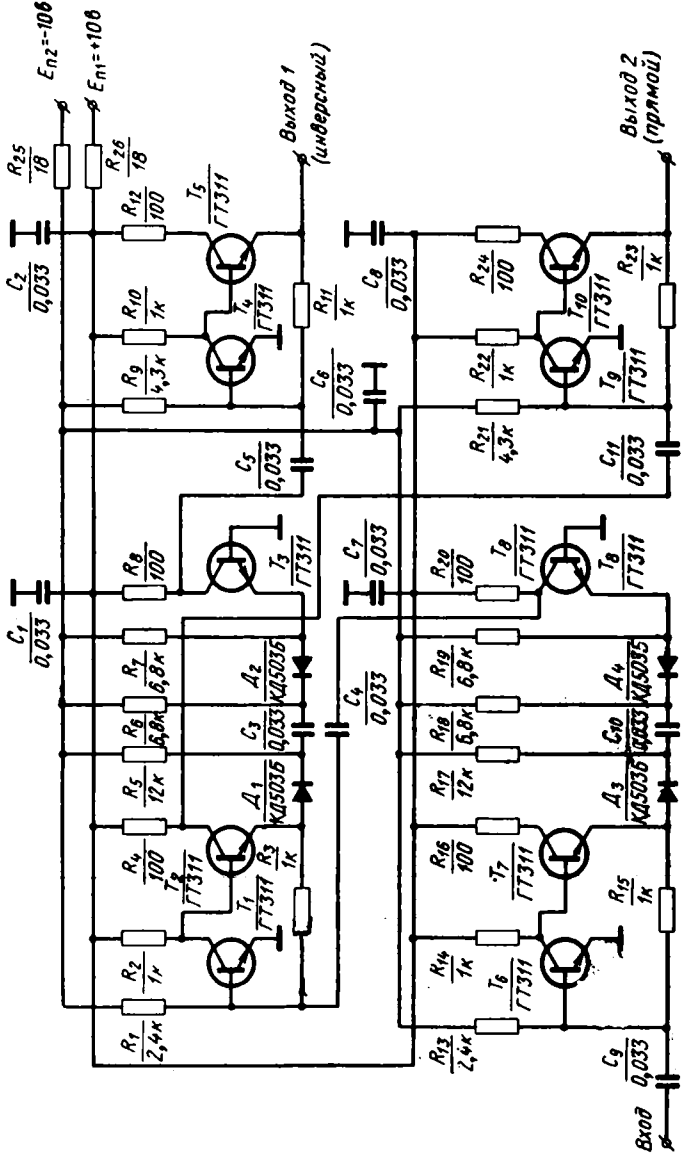 Eп2=-10в
Eп1=+10в
R25
18
R26
18
C1
0,033
C2
0,033
R1
2,4к
R2
1к
R4
100
R5
12к
R6
6,8к
R7
6,8к
R8
100
R9
4,3к
R10
1к
R12
100
T1
ГТ311
T2
ГТ311
R3
1к
Д1
КД503Б
C3
0,033
Д2
КД503Б
T3
ГТ311
C5
0,033
T4
ГТ311
T5
ГТ311
R11
1к
Выход 1
(инверсный)
C4
0,033
C6
0,033
C7
0,033
C8
0,033
R13
2,4к
R14
1к
R16
100
R17
12к
R18
6,8к
R19
6,8к
R20
100
R21
4,3к
R22
1к
R24
100
T6
ГТ311
T7
ГТ311
T8
ГТ311
T8
ГТ311
T9
ГТ311
T10
ГТ311
Вход
C9
0,033
R15
1к
Д3
КД503Б
C10
0,033
Д4
КД503Б
C11
0,033
R23
1к
Выход 2
(прямой)